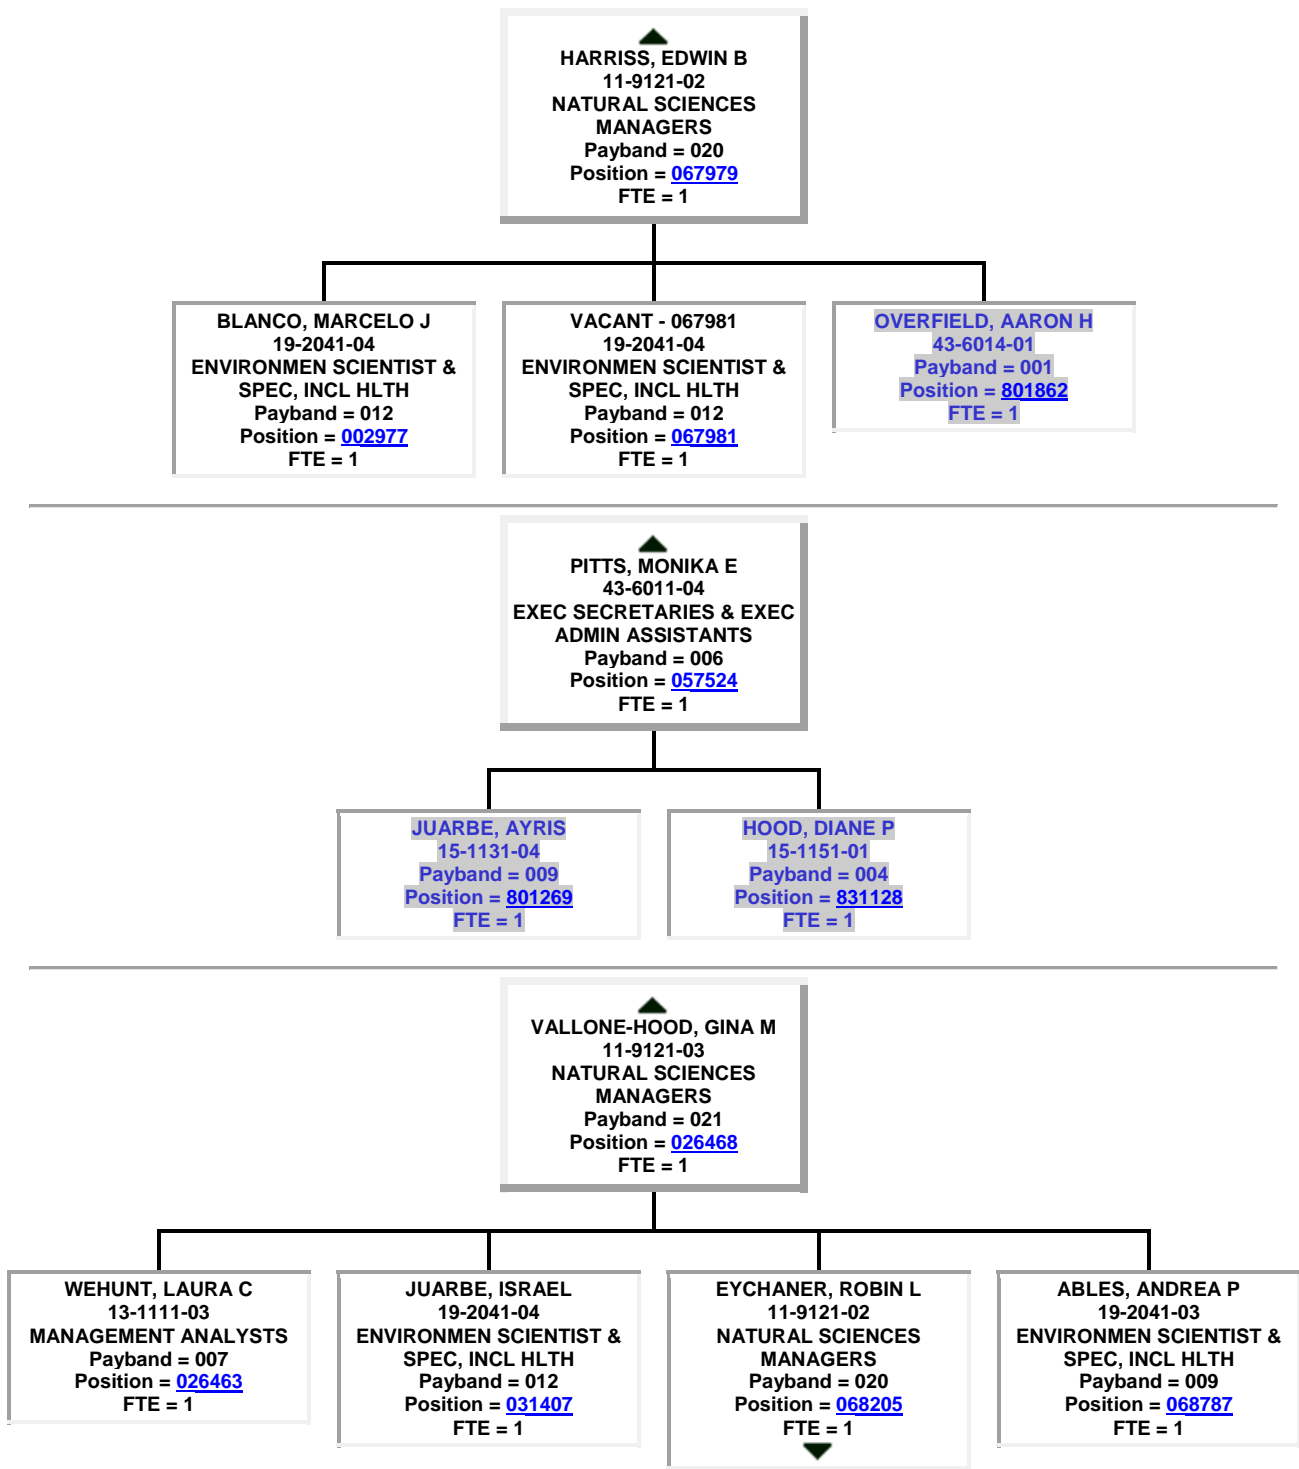 HARRISS, EDWIN B
11-9121-02
NATURAL SCIENCES
MANAGERS
Payband = 020
Position = 067979
FTE = 1
BLANCO, MARCELO J
19-2041-04
ENVIRONMEN SCIENTIST &
SPEC, INCL HLTH
Payband = 012
Position = 002977
FTE = 1
VACANT - 067981
19-2041-04
ENVIRONMEN SCIENTIST &
SPEC, INCL HLTH
Payband = 012
Position = 067981
FTE = 1
OVERFIELD, AARON H
43-6014-01
Payband = 001
Position = 801862
FTE = 1
PITTS, MONIKA E
43-6011-04
EXEC SECRETARIES & EXEC
ADMIN ASSISTANTS
Payband = 006
Position = 057524
FTE = 1
JUARBE, AYRIS
15-1131-04
Payband = 009
Position = 801269
FTE = 1
HOOD, DIANE P
15-1151-01
Payband = 004
Position = 831128
FTE = 1
VALLONE-HOOD, GINA M
11-9121-03
NATURAL SCIENCES
MANAGERS
Payband = 021
Position = 026468
FTE = 1
WEHUNT, LAURA C
13-1111-03
MANAGEMENT ANALYSTS
Payband = 007
Position = 026463
FTE = 1
JUARBE, ISRAEL
19-2041-04
ENVIRONMEN SCIENTIST &
SPEC, INCL HLTH
Payband = 012
Position = 031407
FTE = 1
EYCHANER, ROBIN L
11-9121-02
NATURAL SCIENCES
MANAGERS
Payband = 020
Position = 068205
FTE = 1
ABLES, ANDREA P
19-2041-03
ENVIRONMEN SCIENTIST &
SPEC, INCL HLTH
Payband = 009
Position = 068787
FTE = 1